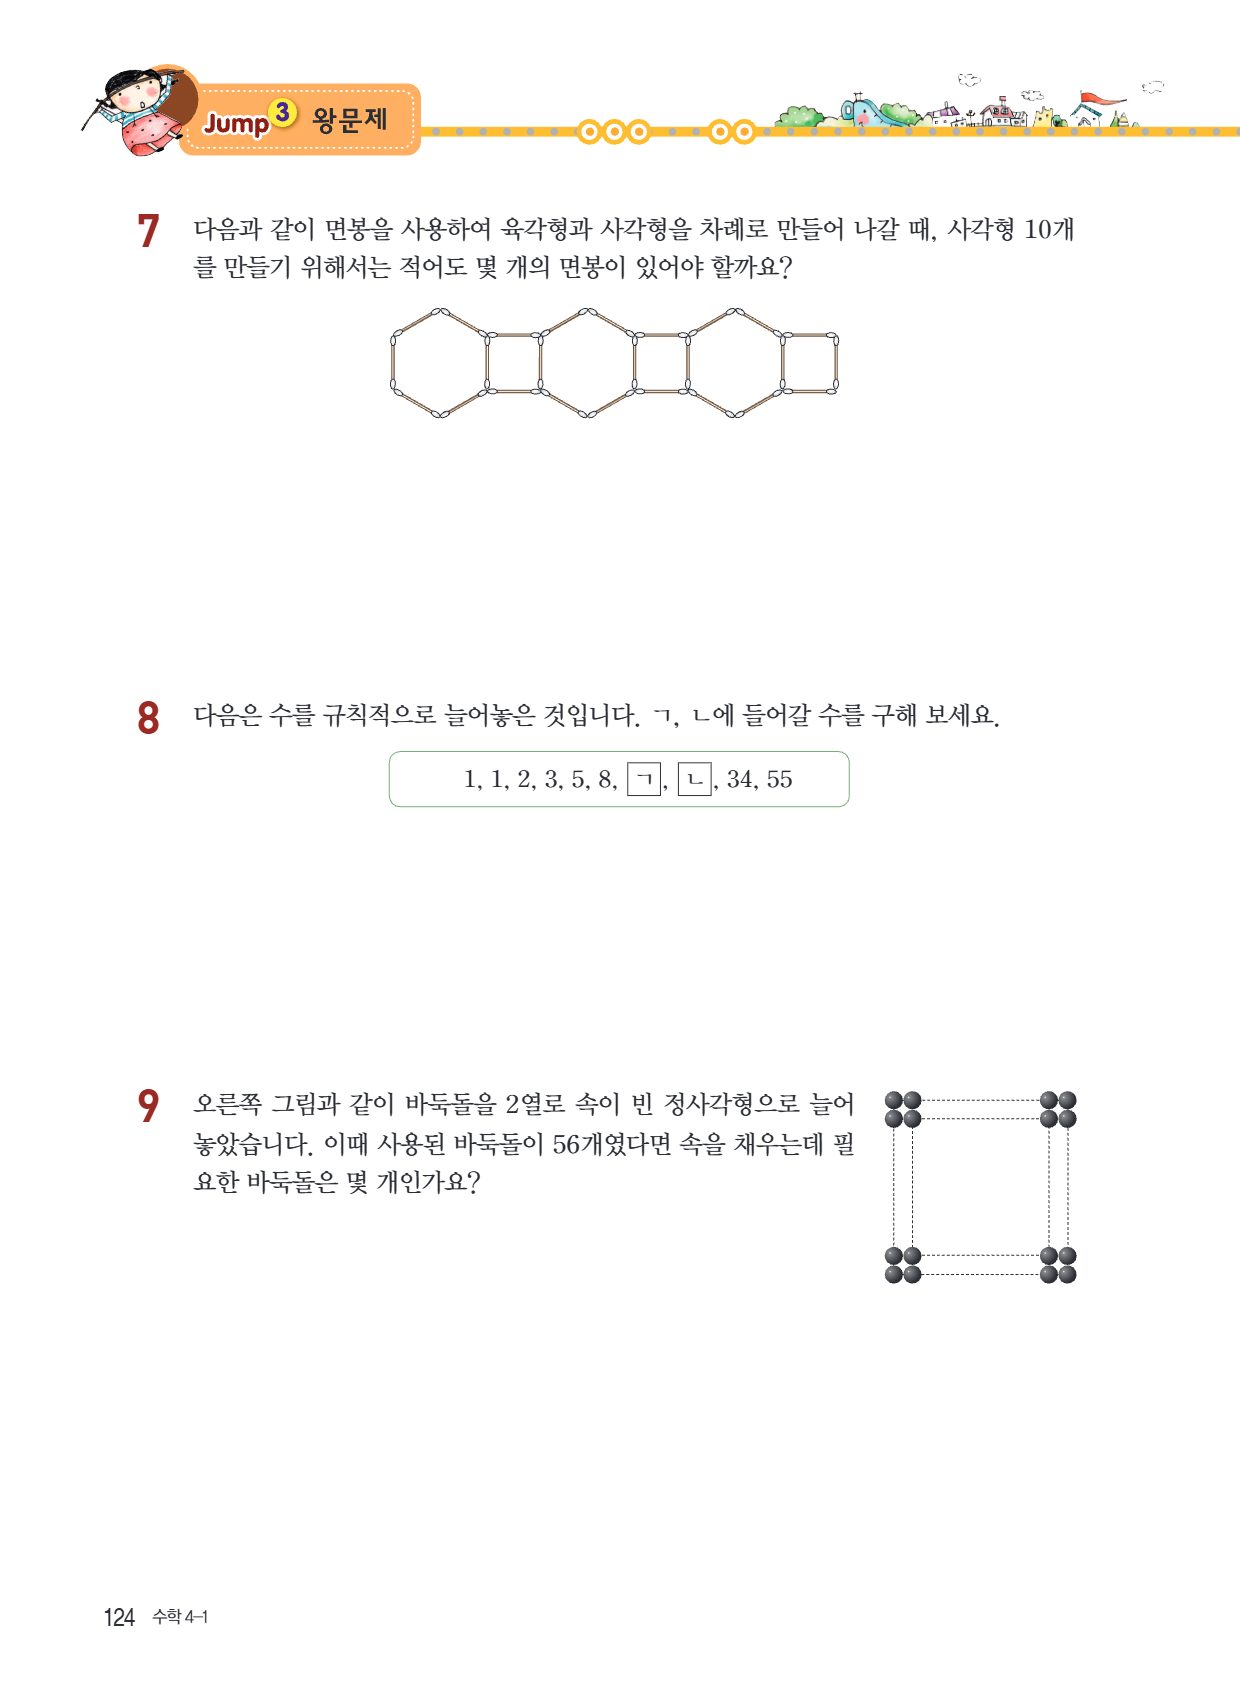 Jump 3 왕문제
7 다음과 같이 면봉을 사용하여 육각형과 사각형을 차례로 만들어 나갈 때, 사각형 10개
를 만들기 위해서는 적어도 몇 개의 면봉이 있어야 할까요?
8 다음은 수를 규칙적으로 늘어놓은 것입니다. ㄱ, ㄴ에 들어갈 수를 구해 보세요.
1, 1, 2, 3, 5, 8, ㄱ, ㄴ, 34, 55
9 오른쪽 그림과 같이 바둑돌을 2열로 속이 빈 정사각형으로 늘어
놓았습니다. 이때 사용된 바둑돌이 56개였다면 속을 채우는데 필
요한 바둑돌은 몇 개인가요?
124 수학 4-1